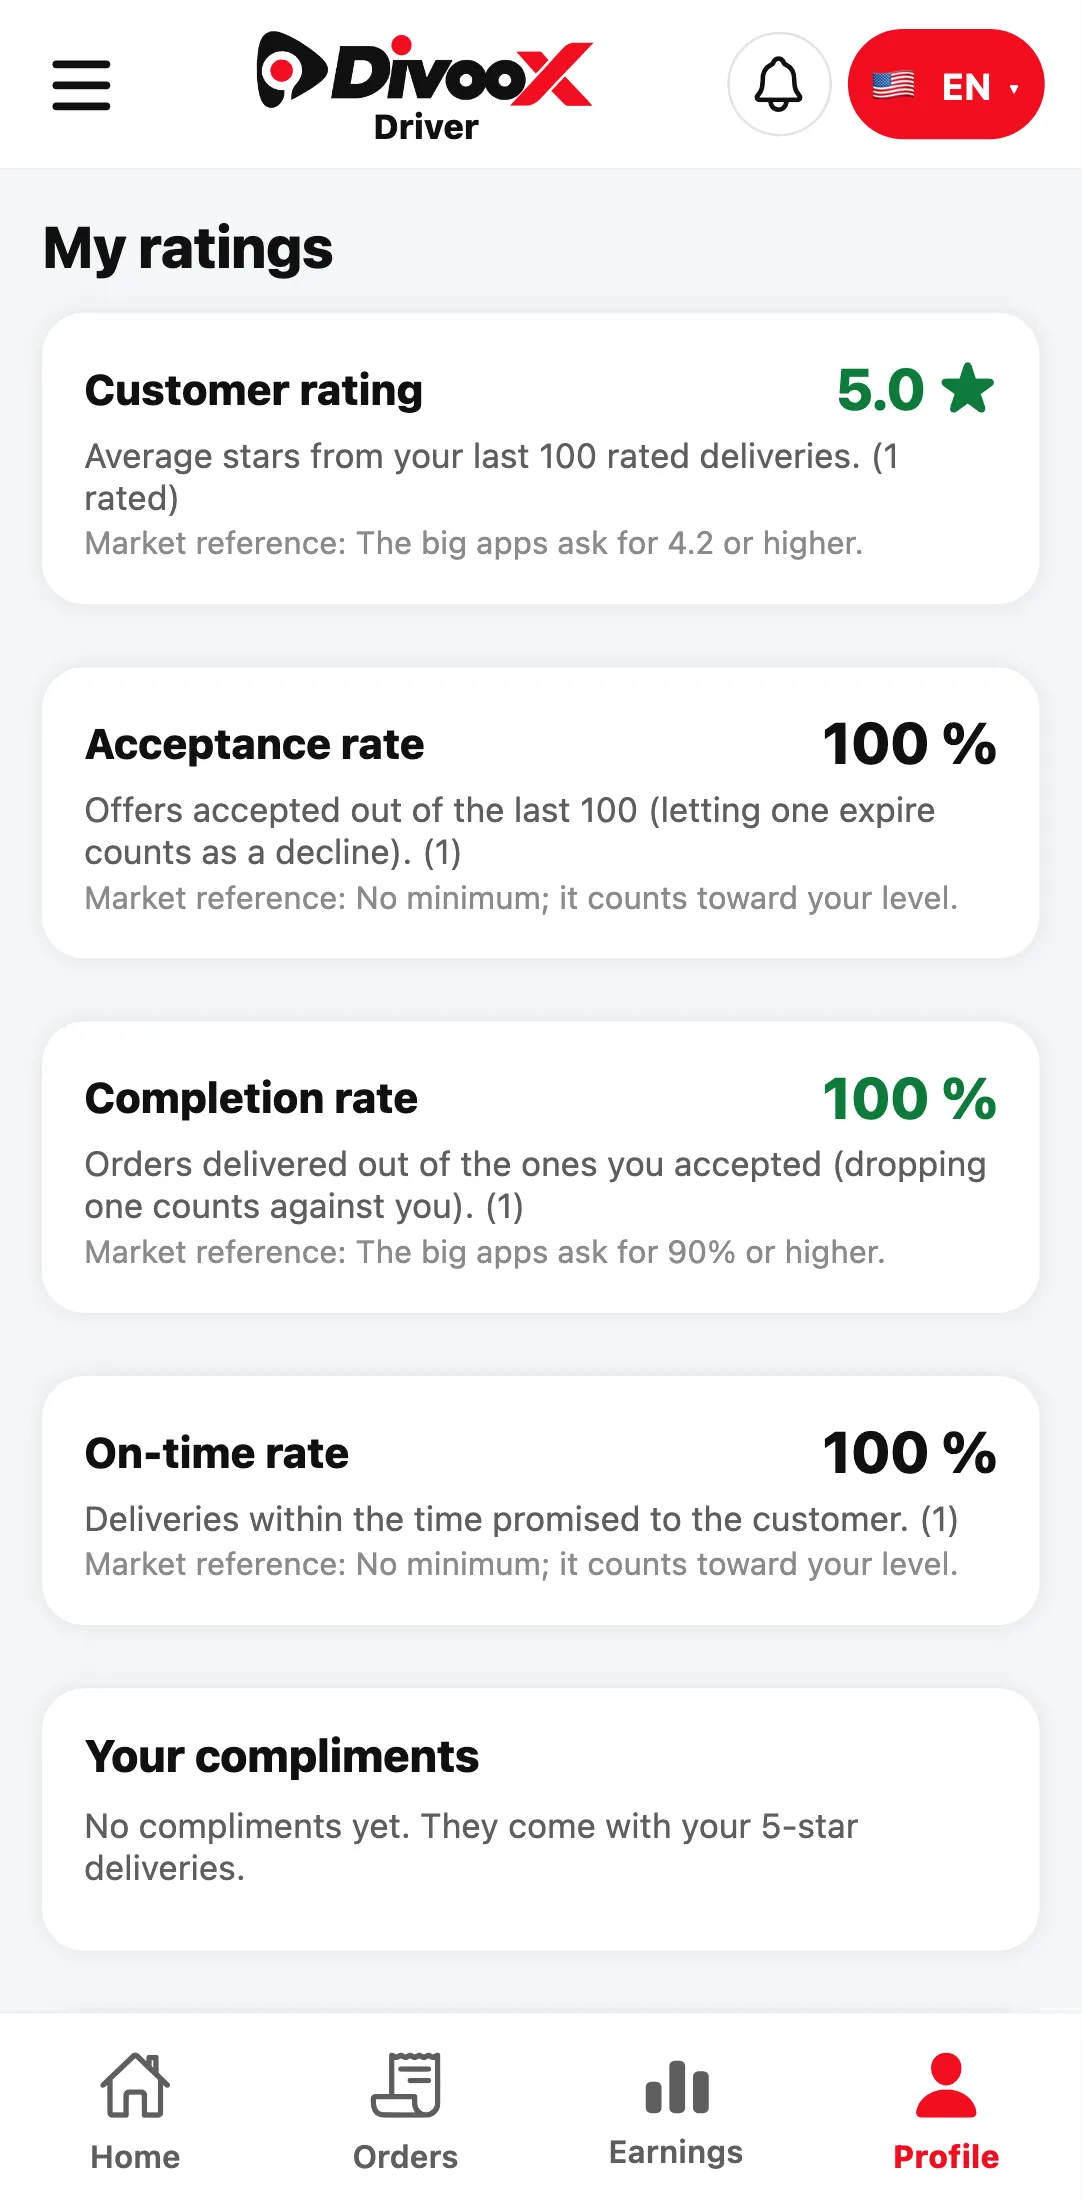 DivooX
Driver
EN
My ratings
Customer rating
5.0 ★
Average stars from your last 100 rated deliveries. (1
rated)
Market reference: The big apps ask for 4.2 or higher.
Acceptance rate
100 %
Offers accepted out of the last 100 (letting one expire
counts as a decline). (1)
Market reference: No minimum; it counts toward your level.
Completion rate
100 %
Orders delivered out of the ones you accepted (dropping
one counts against you). (1)
Market reference: The big apps ask for 90% or higher.
On-time rate
100 %
Deliveries within the time promised to the customer. (1)
Market reference: No minimum; it counts toward your level.
Your compliments
No compliments yet. They come with your 5-star
deliveries.
Home
Orders
Earnings
Profile